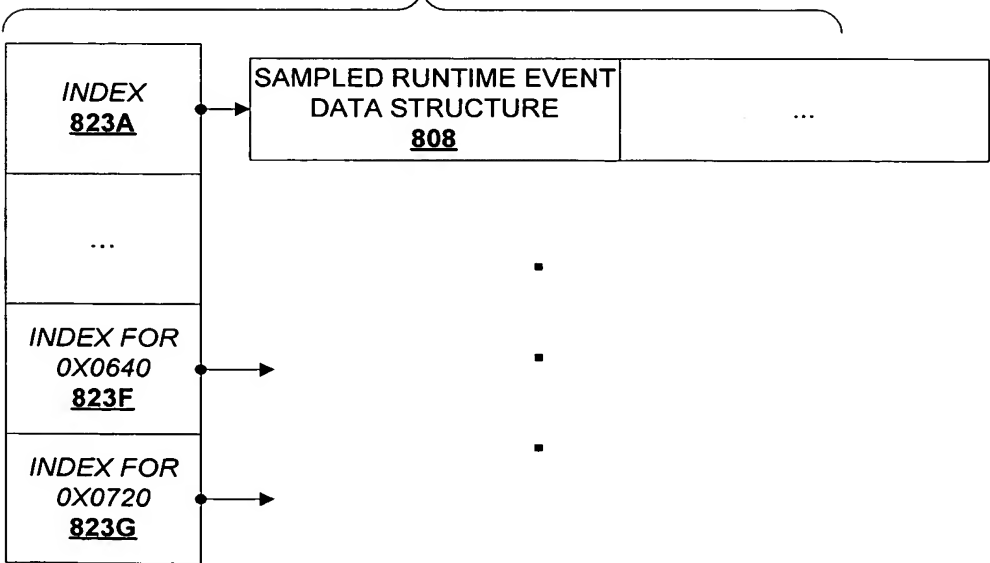 INDEX
823A
SAMPLED RUNTIME EVENT
DATA STRUCTURE
808
...
...
INDEX FOR
0X0640
823F
INDEX FOR
0X0720
823G